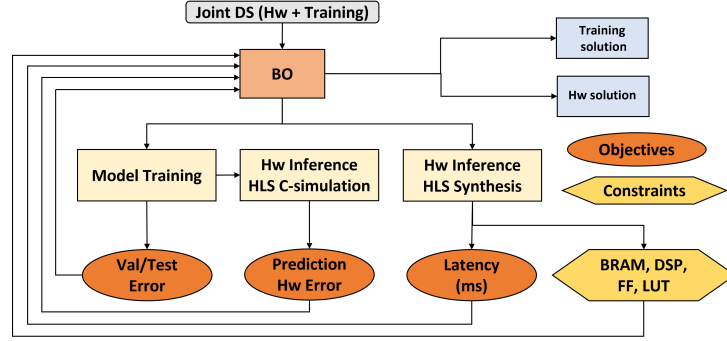 Joint DS (Hw + Training)
BO
Training
solution
Hw solution
Model Training
Hw Inference
HLS C-simulation
Hw Inference
HLS Synthesis
Objectives
Constraints
Val/Test
Error
Prediction
Hw Error
Latency
(ms)
BRAM, DSP,
FF, LUT